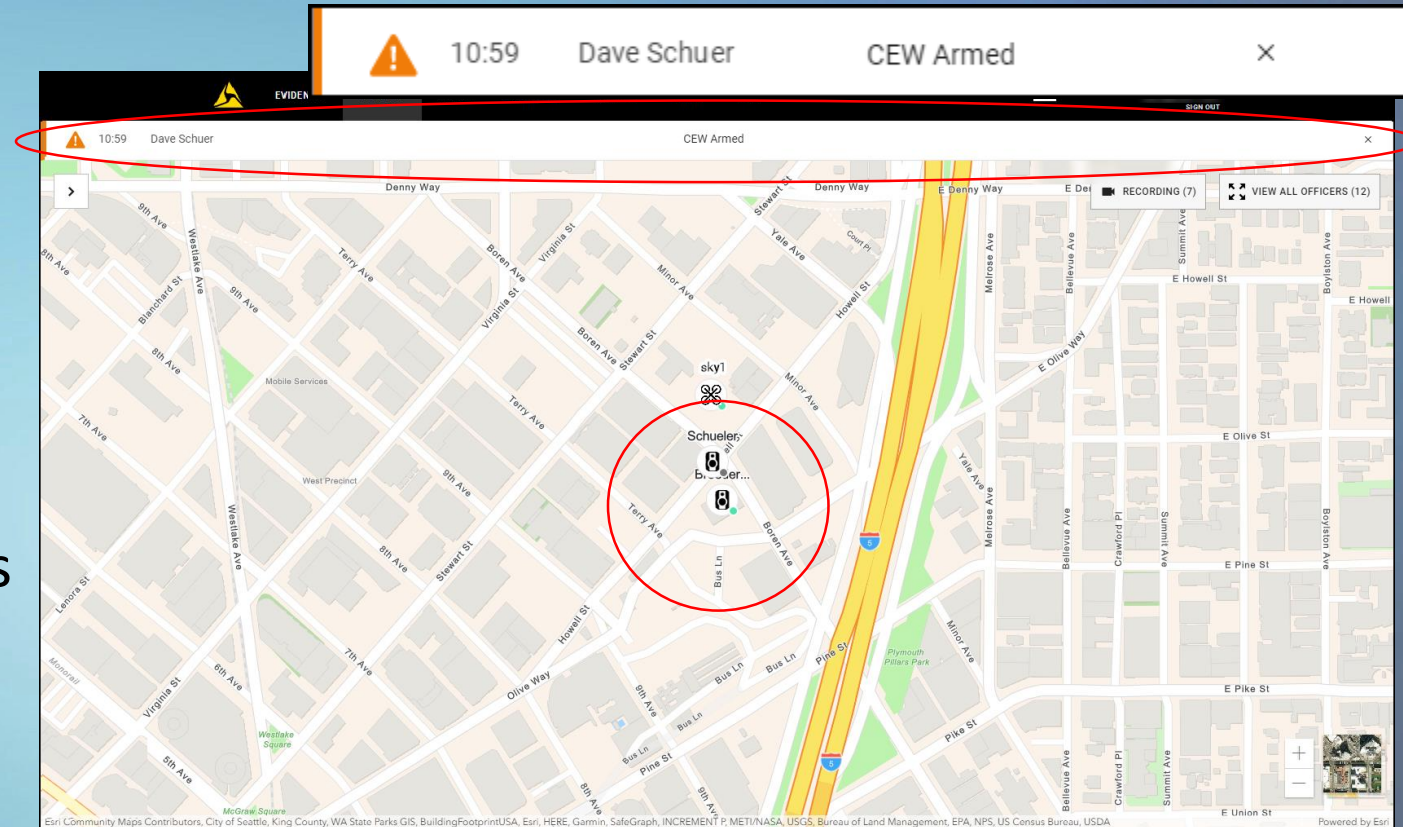 10:59 Dave Schuer CEW Armed ×
EVIDEN
SIGN OUT
10:59 Dave Schuer CEW Armed ×
Denny Way
Denny Way
E Denny Way
RECORDING (7)
VIEW ALL OFFICERS (12)
Stewart St
9th Ave
Westlake Ave
8th Ave
Terry Ave
Boren Ave
Virginia St
Yale Ave
Court Pl
Minor Ave
Howell St
Melrose Ave
Bellevue Ave
Summit Ave
Boylston Ave
E Howell St
E Howell
Blanchard St
9th Ave
Virginia St
Boren Ave
Stewart St
E Olive Way
8th Ave
Mobile Services
sky1
Minor Ave
7th Ave
Terry Ave
Schueler
E Olive St
West Precinct
9th Ave
Yale Ave
Terry Ave
Melrose Ave
Westlake Ave
Boren Ave
Bellevue Ave
Crawford Pl
Summit Ave
Boylston Ave
5
8th Ave
Stewart St
Bus Ln
E Pine St
s
Lenora St
Howell St
Minor Ave
Monorail
7th Ave
Bus Ln
Bus Ln
Pine St
Plymouth
Pillars Park
6th Ave
Olive Way
9th Ave
E Pike St
Virginia St
Bus Ln
Pike St
Westlake
Square
Bus Ln
Pine St
5
5th Ave
8th Ave
9th Ave
Bellevue Ave
Crawford Pl
Summit Ave
+
−
McGraw Square
E Union St
Esri Community Maps Contributors, City of Seattle, King County, WA State Parks GIS, BuildingFootprintUSA, Esri, HERE, Garmin, SafeGraph, INCREMENT P, METI/NASA, USGS, Bureau of Land Management, EPA, NPS, US Census Bureau, USDA
Powered by Esri